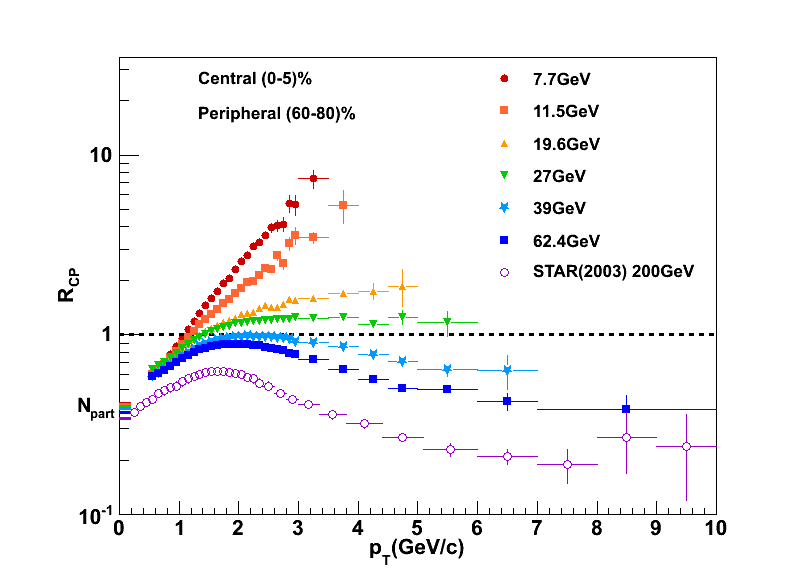 Central (0-5)%
Peripheral (60-80)%
7.7GeV
11.5GeV
19.6GeV
27GeV
39GeV
62.4GeV
STAR(2003) 200GeV
R_CP
10
1
N_part
10^-1
0 1 2 3 4 5 6 7 8 9 10
p_T(GeV/c)